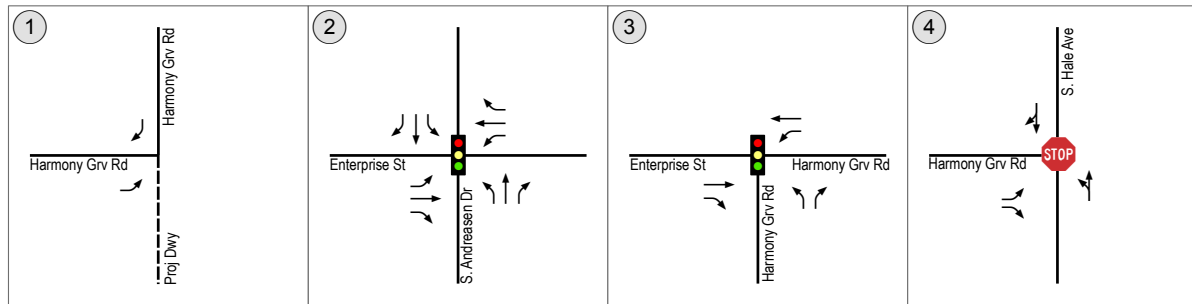 1
Harmony Grv Rd
Harmony Grv Rd
Proj Dwy
2
Enterprise St
S. Andreasen Dr
3
Enterprise St
Harmony Grv Rd
Harmony Grv Rd
4
S. Hale Ave
Harmony Grv Rd
STOP